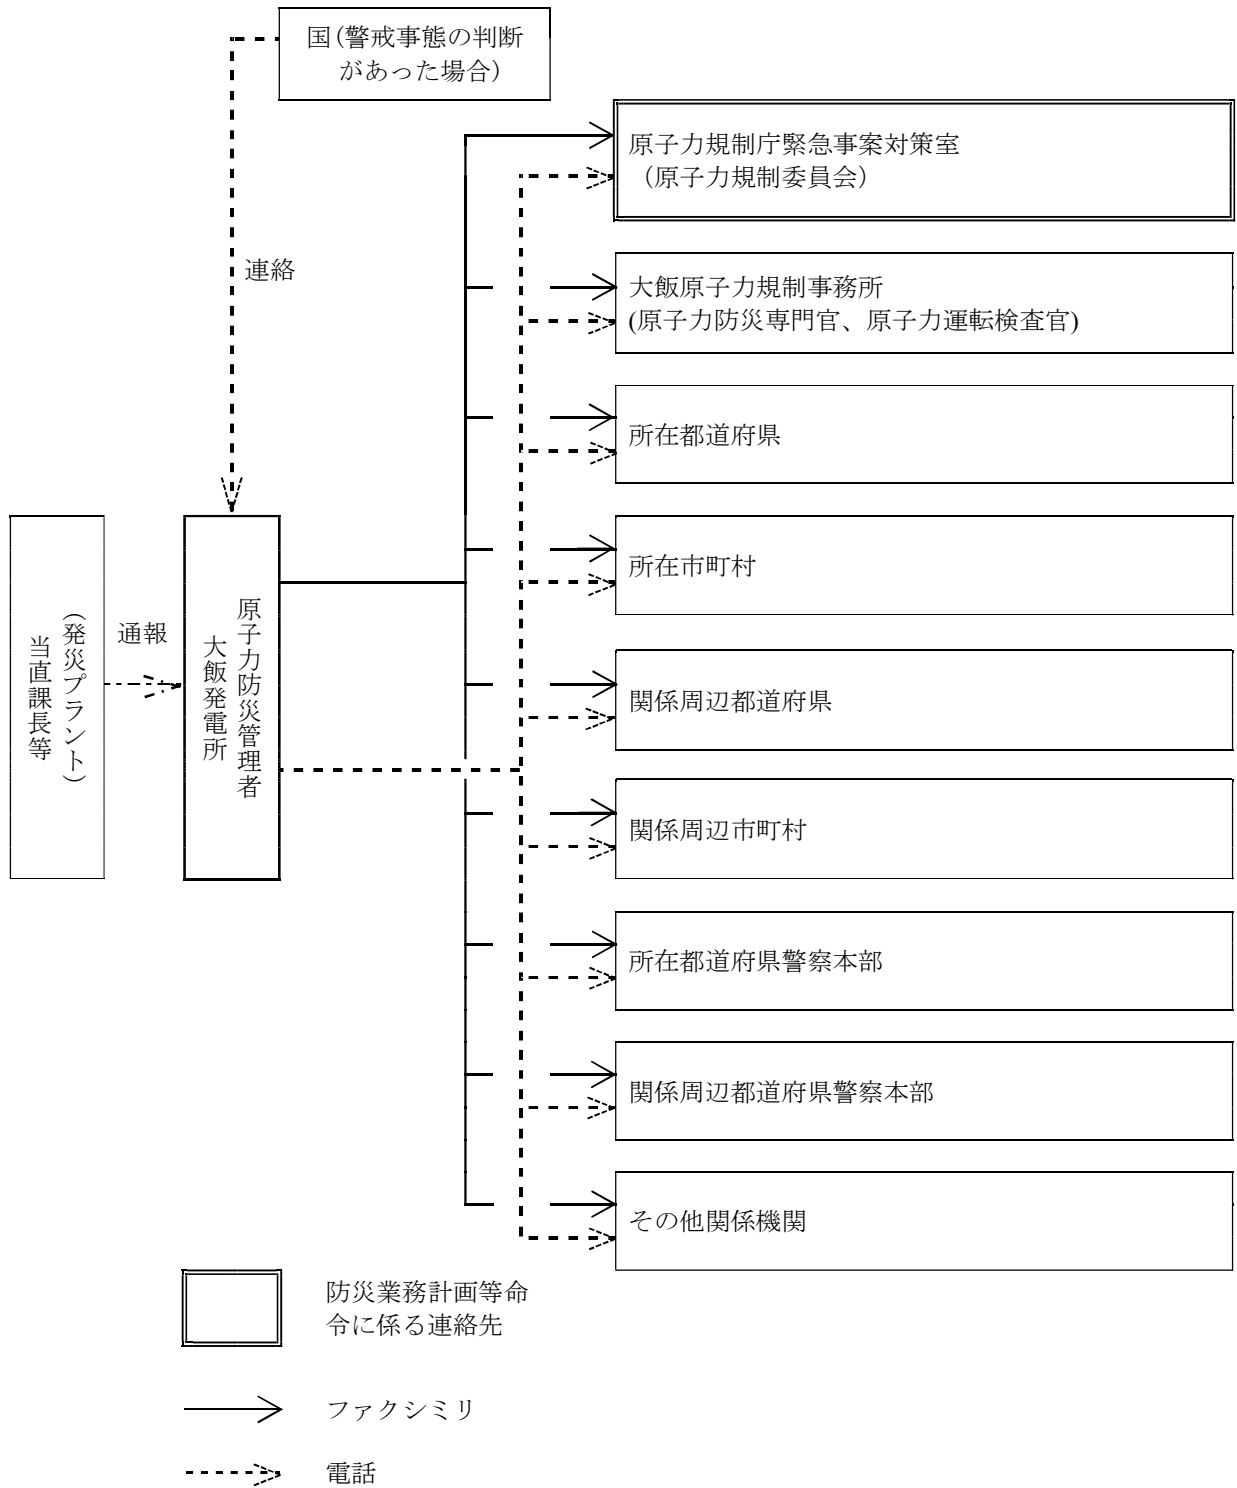 国(警戒事態の判断
があった場合）
原子力規制庁緊急事案対策室
（原子力規制委員会）
連絡
大飯原子力規制事務所
(原子力防災専門官、原子力運転検査官)
所在都道府県
所在市町村
（発災プラント）
当直課長等
通報
原子力防災管理者
大飯発電所
関係周辺都道府県
関係周辺市町村
所在都道府県警察本部
関係周辺都道府県警察本部
その他関係機関
防災業務計画等命
令に係る連絡先
ファクシミリ
電話